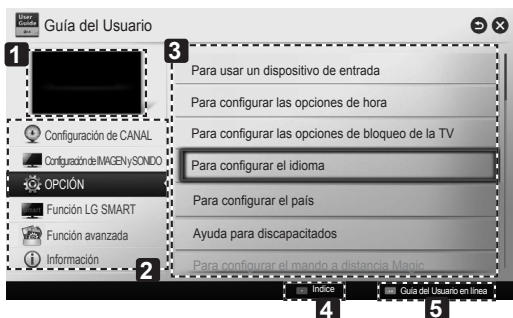 User
Guide
Guía del Usuario
1
3
Para usar un dispositivo de entrada
Para configurar las opciones de hora
Para configurar las opciones de bloqueo de la TV
Para configurar el idioma
Para configurar el país
Ayuda para discapacitados
Para configurar el mando a distancia Magic
Configuración de CANAL
Configuración de IMAGEN y SONIDO
OPCIÓN
Función LG SMART
Función avanzada
Información
2
Indice
Guía del Usuario en línea
4
5